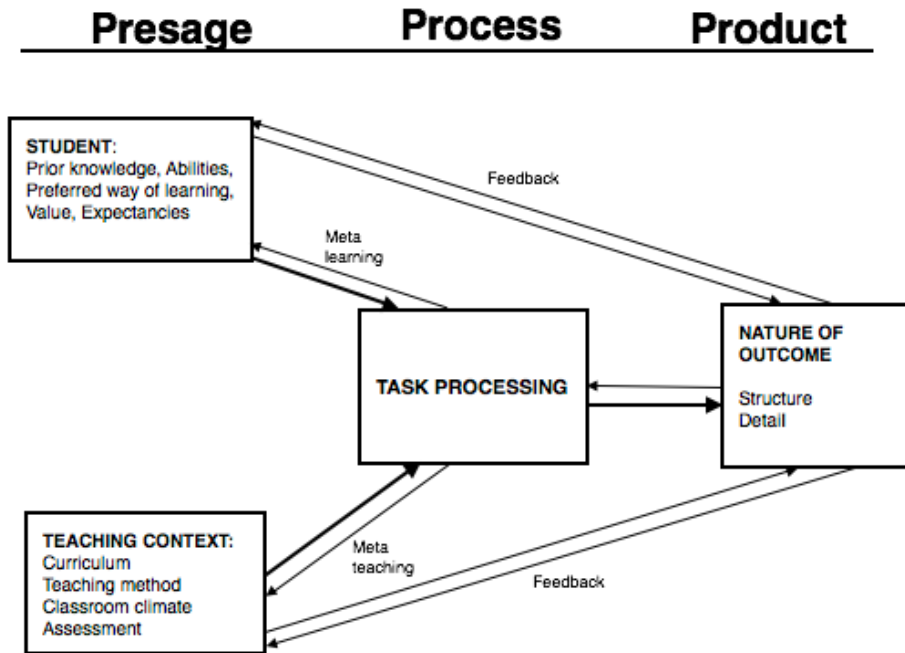 Presage Process Product
STUDENT:
Prior knowledge, Abilities,
Preferred way of learning,
Value, Expectancies
Feedback
Meta
learning
TASK PROCESSING
NATURE OF
OUTCOME
Structure
Detail
TEACHING CONTEXT:
Curriculum
Teaching method
Classroom climate
Assessment
Meta
teaching
Feedback